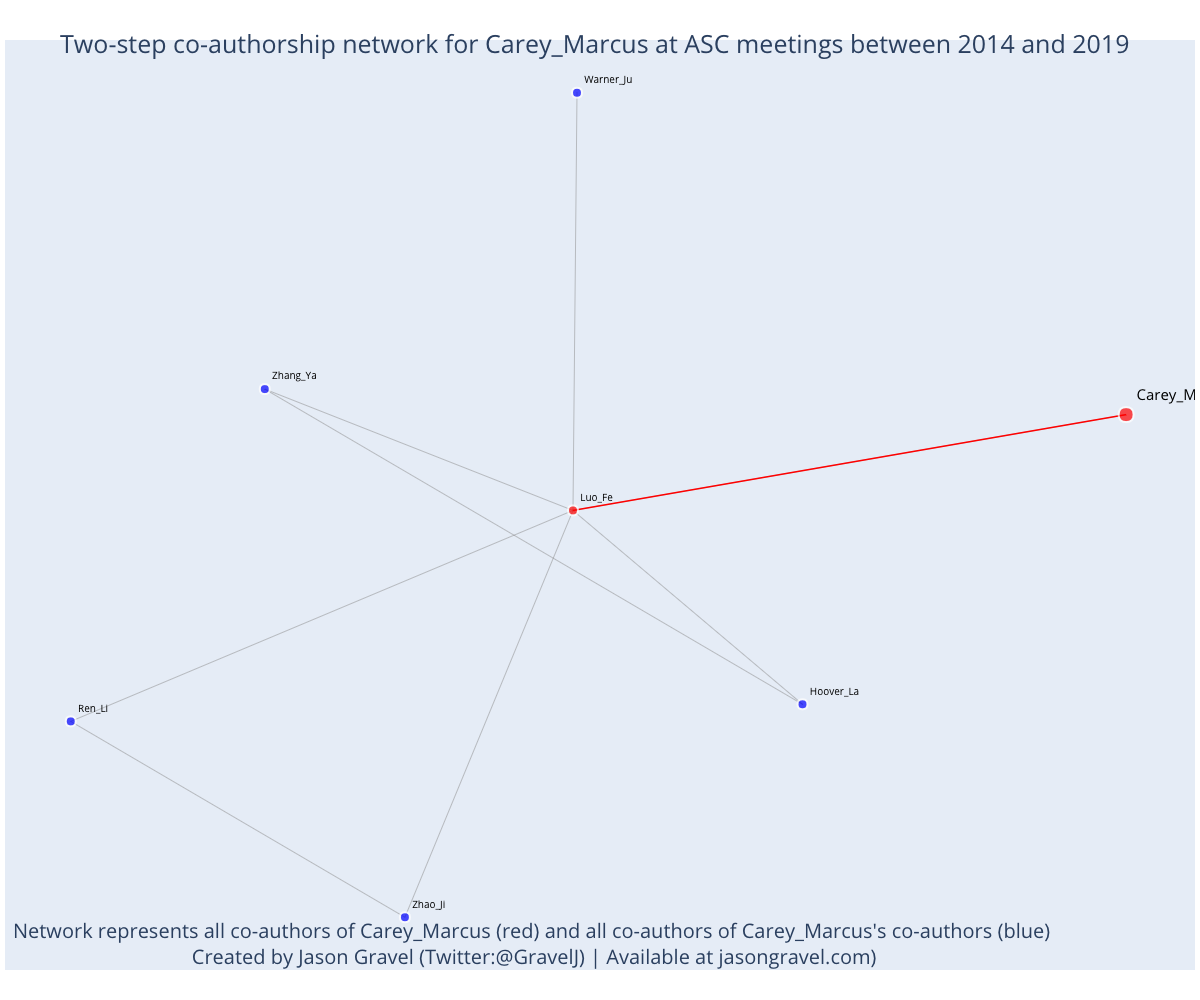 Two-step co-authorship network for Carey_Marcus at ASC meetings between 2014 and 2019
Warner_Ju
Zhang_Ya
Carey_M
Luo_Fe
Hoover_La
Ren_Li
Zhao_Ji
Network represents all co-authors of Carey_Marcus (red) and all co-authors of Carey_Marcus's co-authors (blue)
Created by Jason Gravel (Twitter:@GravelJ) | Available at jasongravel.com)